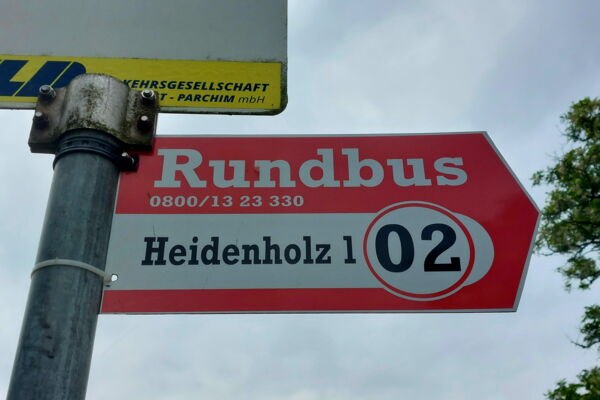 KEHRSGESELLSCHAFT
- PARCHIM mbH
Rundbus
0800/13 23 330
Heidenholz 1
02